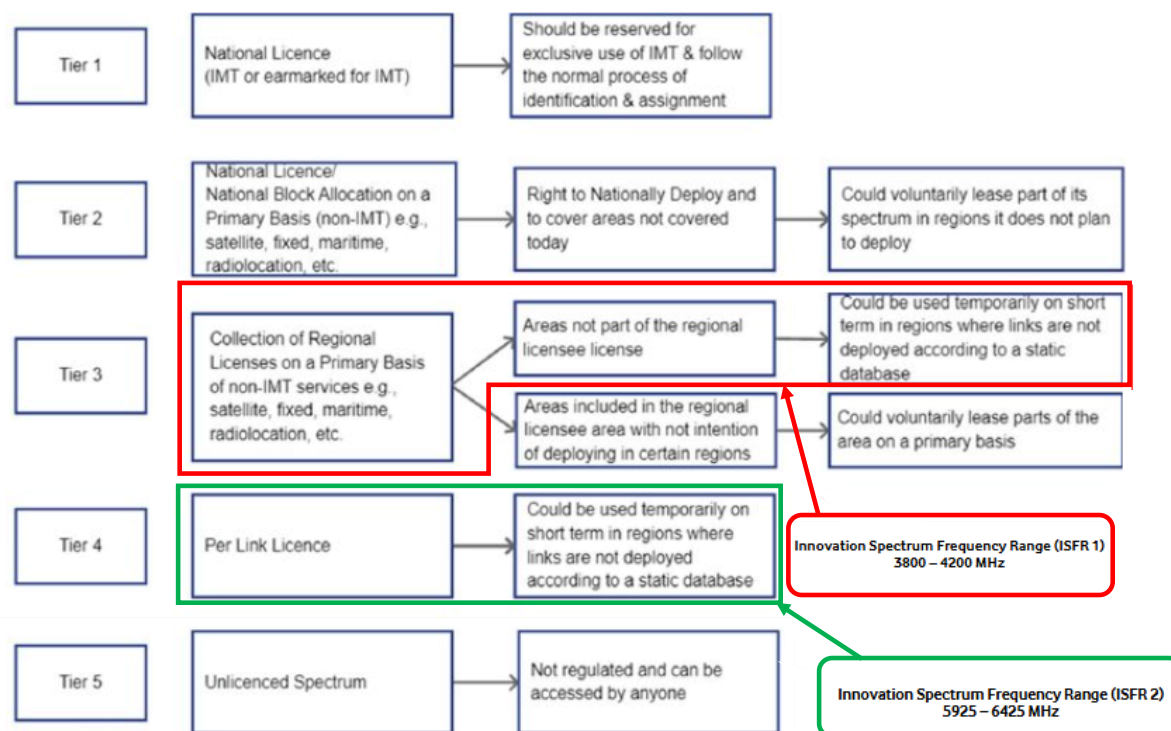 Tier 1
National Licence
(IMT or earmarked for IMT)
Should be reserved for
exclusive use of IMT & follow
the normal process of
identification & assignment
Tier 2
National Licence/
National Block Allocation on a
Primary Basis (non-IMT) e.g.,
satellite, fixed, maritime,
radiolocation, etc.
Right to Nationally Deploy and
to cover areas not covered
today
Could voluntarily lease part of its
spectrum in regions it does not plan
to deploy
Tier 3
Collection of Regional
Licenses on a Primary Basis
of non-IMT services e.g.,
satellite, fixed, maritime,
radiolocation, etc.
Areas not part of the regional
licensee license
Could be used temporarily on short
term in regions where links are not
deployed according to a static
database
Areas included in the regional
licensee area with not intention
of deploying in certain regions
Could voluntarily lease parts of the
area on a primary basis
Tier 4
Per Link Licence
Could be used temporarily on
short term in regions where
links are not deployed
according to a static database
Innovation Spectrum Frequency Range (ISFR 1)
3800 – 4200 MHz
Tier 5
Unlicenced Spectrum
Not regulated and can be
accessed by anyone
Innovation Spectrum Frequency Range (ISFR 2)
5925 – 6425 MHz